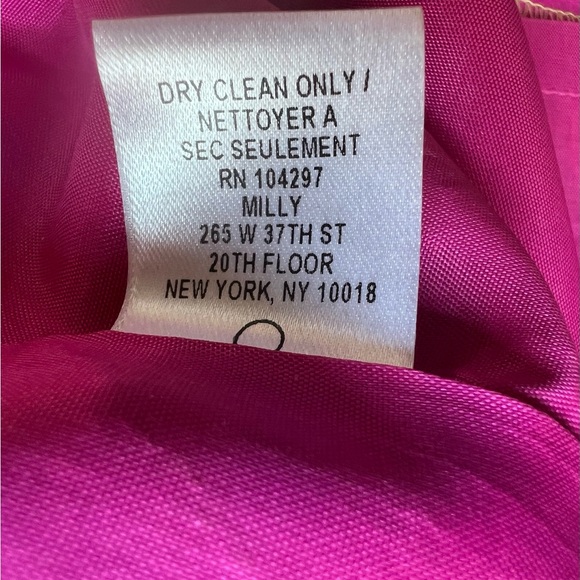 DRY CLEAN ONLY /
NETTOYER A
SEC SEULEMENT
RN 104297
MILLY
265 W 37TH ST
20TH FLOOR
NEW YORK, NY 10018